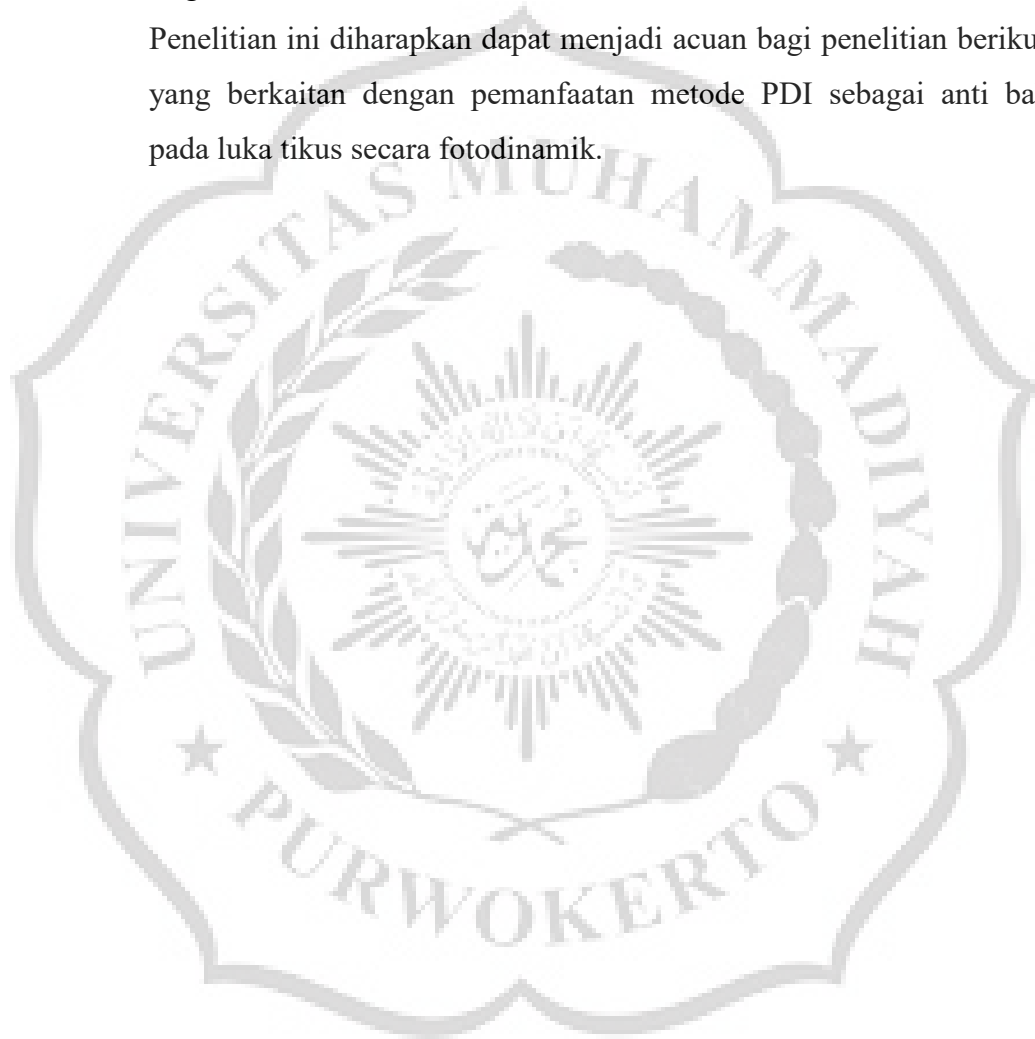 Penelitian ini diharapkan dapat menjadi acuan bagi penelitian beriku
yang berkaitan dengan pemanfaatan metode PDI sebagai anti ba
pada luka tikus secara fotodinamik.
UNIVERSITAS MUHAMMADIYAH
PURWOKERTO